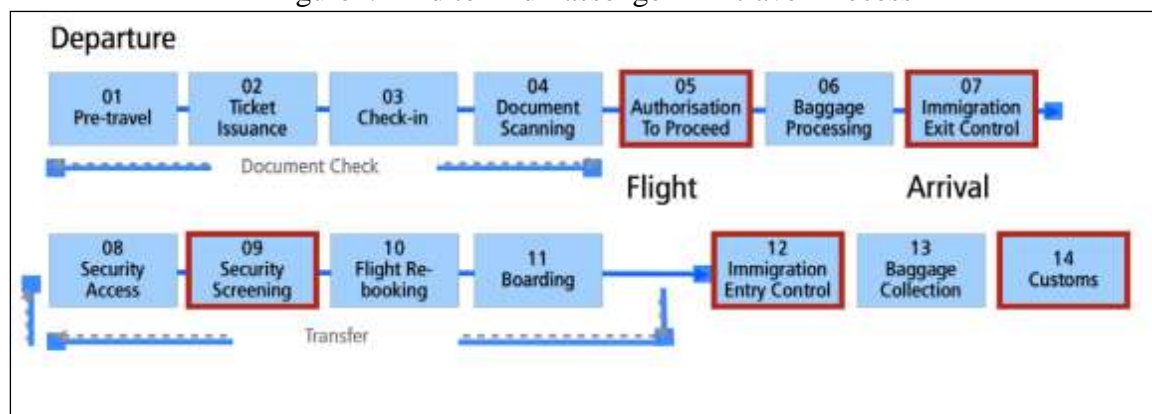 Departure
01
Pre-travel
02
Ticket
Issuance
03
Check-in
04
Document
Scanning
05
Authorisation
To Proceed
06
Baggage
Processing
07
Immigration
Exit Control
Document Check
Flight
Arrival
08
Security
Access
09
Security
Screening
10
Flight Re-
booking
11
Boarding
12
Immigration
Entry Control
13
Baggage
Collection
14
Customs
Transfer